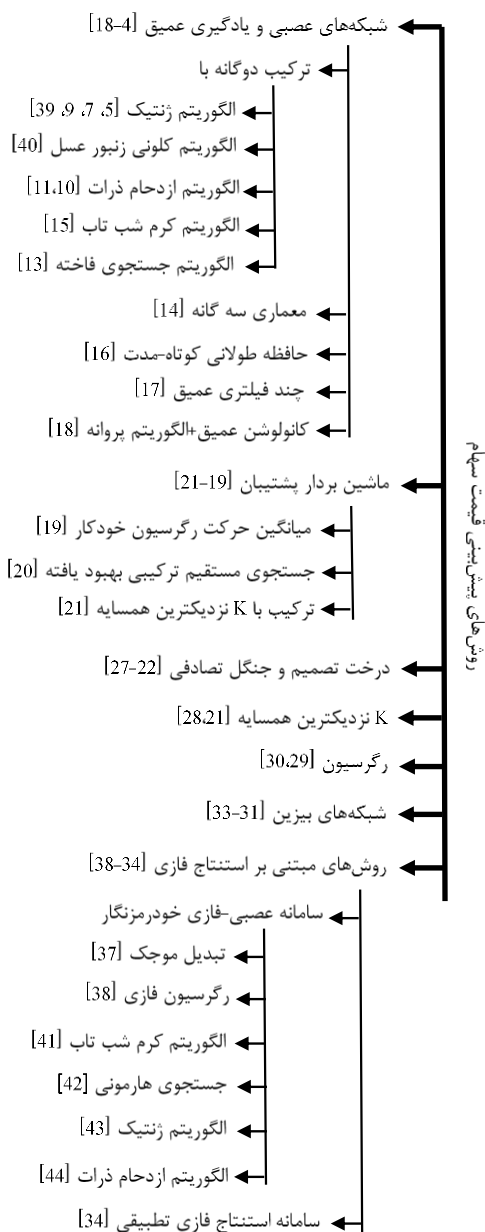 شبکه‌های عصبی و یادگیری عمیق [4-18]
ترکیب دوگانه با
الگوریتم ژنتیک [5، 7، 9، 39]
الگوریتم کلونی زنبور عسل [40]
الگوریتم ازدحام ذرات [10،11]
الگوریتم کرم شب تاب [15]
الگوریتم جستجوی فاخته [13]
معماری سه گانه [14]
حافظه طولانی کوتاه-مدت [16]
چند فیلتری عمیق [17]
کانولوشن عمیق+الگوریتم پروانه [18]
ماشین بردار پشتیبان [19-21]
میانگین حرکت رگرسیون خودکار [19]
جستجوی مستقیم ترکیبی بهبود یافته [20]
ترکیب با K نزدیکترین همسایه [21]
درخت تصمیم و جنگل تصادفی [22-27]
K نزدیکترین همسایه [28،21]
رگرسیون [30،29]
شبکه‌های بیزین [31-33]
روش‌های مبتنی بر استنتاج فازی [34-38]
سامانه عصبی-فازی خودرمزنگار
تبدیل موجک [37]
رگرسیون فازی [38]
الگوریتم کرم شب تاب [41]
جستجوی هارمونی [42]
الگوریتم ژنتیک [43]
الگوریتم ازدحام ذرات [44]
سامانه استنتاج فازی تطبیقی [34]
روش‌های پیش‌بینی قیمت سهام